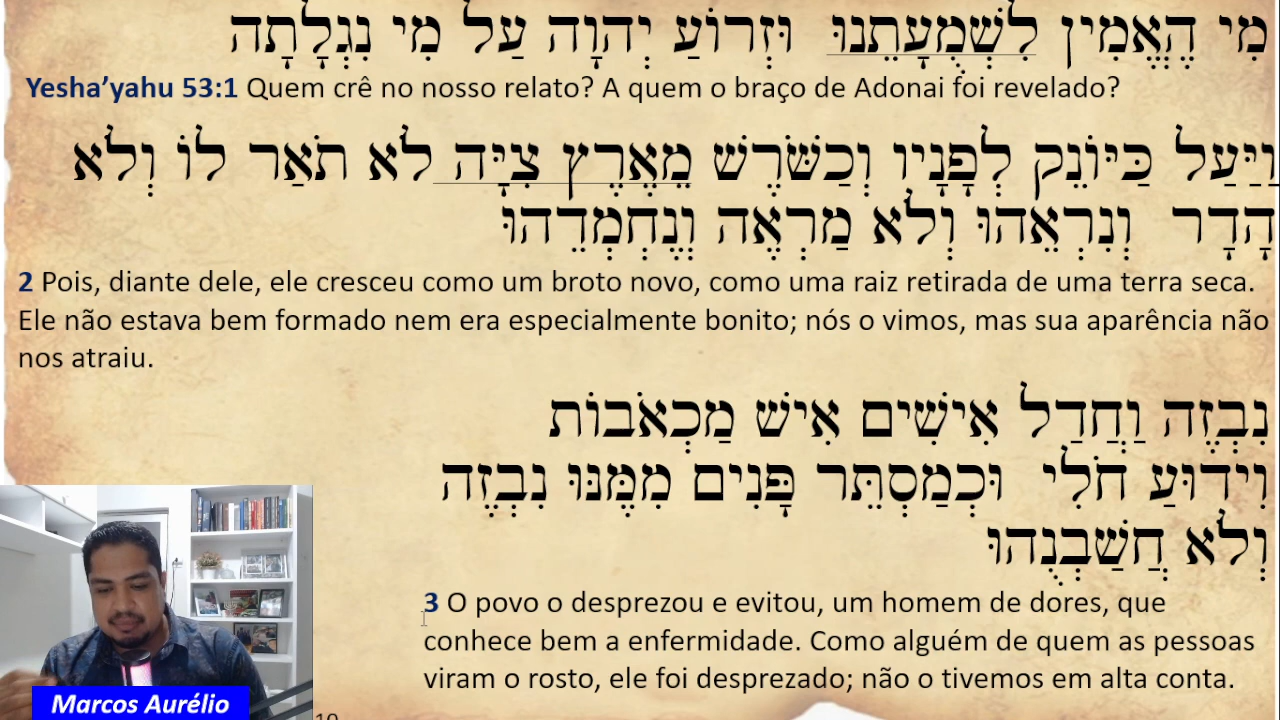 מִי הֶאֱמִין לִשְׁמֻעָתֵנוּ וּזְרוֹעַ יְהוָה עַל מִי נִגְלָתָה
Yesha’yahu 53:1 Quem crê no nosso relato? A quem o braço de Adonai foi revelado?
וַיַּעַל כַּיּוֹנֵק לְפָנָיו וְכַשֹּׁרֶשׁ מֵאֶרֶץ צִיָּה לֹא תֹאַר לוֹ וְלֹא
הָדָר וְנִרְאֵהוּ וְלֹא מַרְאֶה וְנֶחְמְדֵהוּ
2 Pois, diante dele, ele cresceu como um broto novo, como uma raiz retirada de uma terra seca.
Ele não estava bem formado nem era especialmente bonito; nós o vimos, mas sua aparência não
nos atraiu.
נִבְזֶה וַחֲדַל אִישִׁים אִישׁ מַכְאֹבוֹת
וִידוּעַ חֹלִי וּכְמַסְתֵּר פָּנִים מִמֶּנּוּ נִבְזֶה
וְלֹא חֲשַׁבְנֻהוּ
3 O povo o desprezou e evitou, um homem de dores, que
conhece bem a enfermidade. Como alguém de quem as pessoas
viram o rosto, ele foi desprezado; não o tivemos em alta conta.
Marcos Aurélio